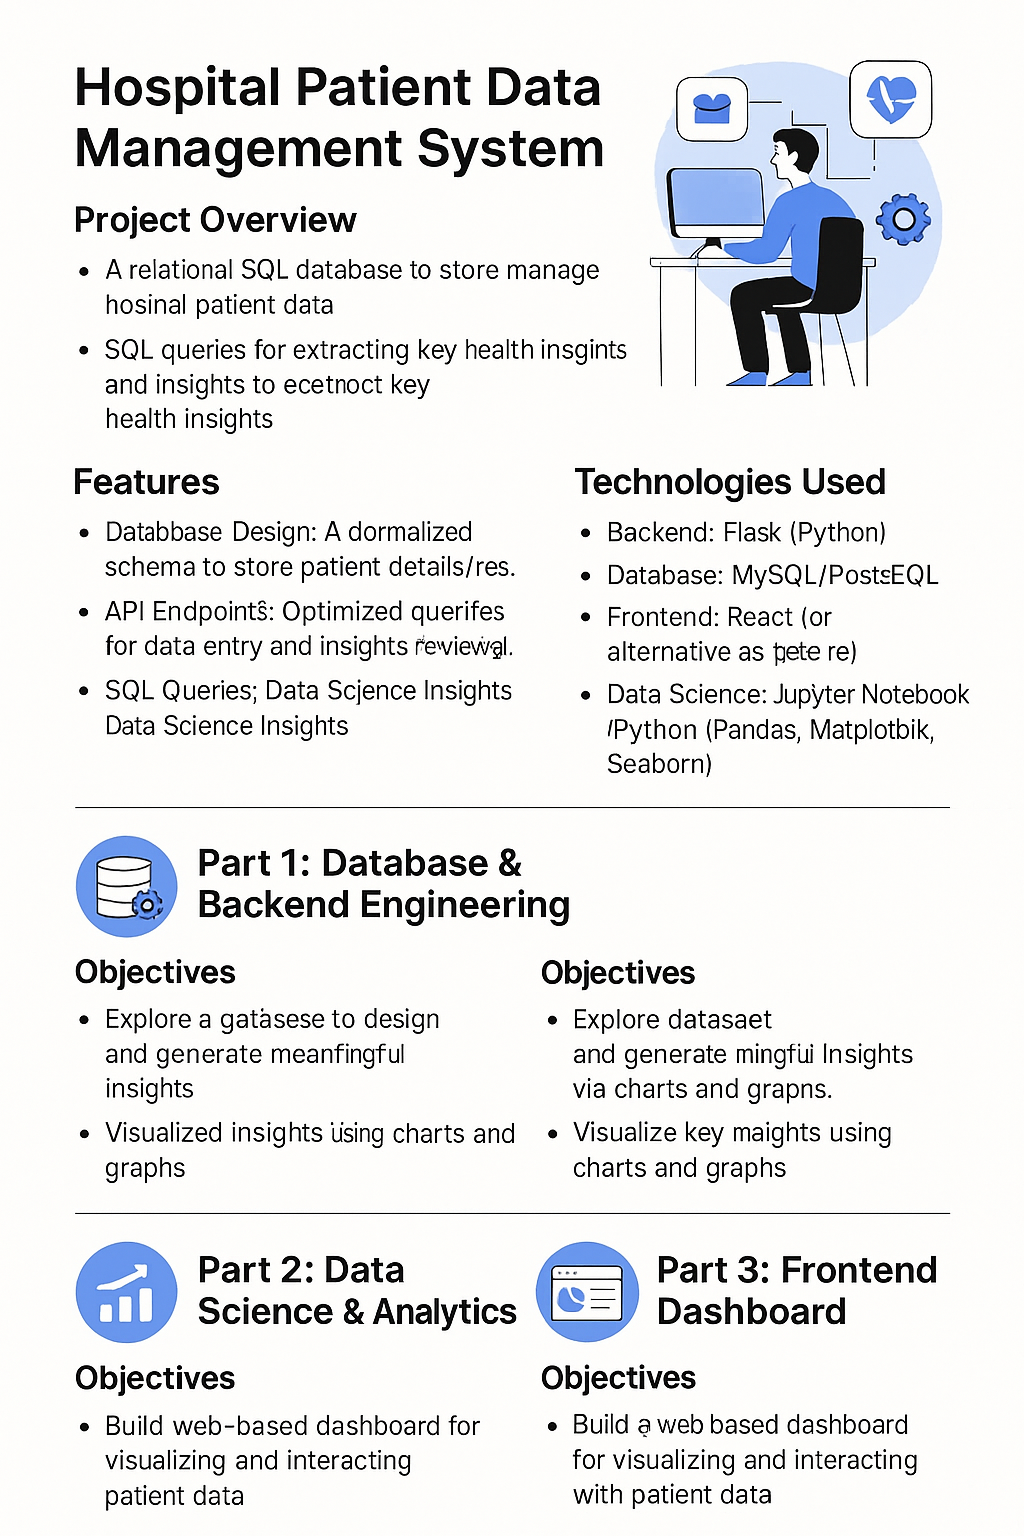 Hospital Patient Data
Management System
Project Overview
• A relational SQL database to store manage
hosinal patient data
• SQL queries for extracting key health insgints
and insights to ecetnoct key
health insights
Features
• Databbase Design: A dormalized
schema to store patient details/res.
• API Endpoints: Optimized querifes
for data entry and insights
• SQL Queries; Data Scjence Insights
Data Science Insights
Technologies Used
• Backend: Flask (Python)
• Database: MySQL/PostsEQL
• Frontend: React (or
alternative as re)
• Data Science: Jupyter Notebook
/Python (Pandas, Matplotbik,
Seaborn)
Part 1: Database &
Backend Engineering
Objectives
• Explore a gatasese to design
and generate meanfingful
insights
• Visualized insights using charts and
graphs
Objectives
• Explore datasaet
and generate mingfui Insights
via charts and grapns.
• Visualize key maights using
charts and graphs
Part 2: Data
Science & Analytics
Objectives
• Build web-based dashboard for
visualizing and interacting
patient data
Part 3: Frontend
Dashboard
Objectives
• Build a web based dashboard
for visualizing and interacting
with patient data